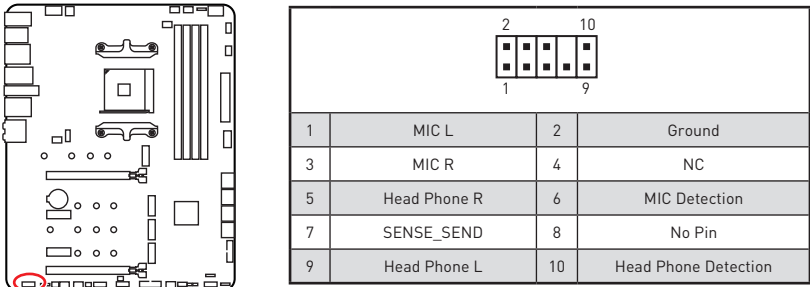 2 10
1 9
1 MIC L 2 Ground
3 MIC R 4 NC
5 Head Phone R 6 MIC Detection
7 SENSE_SEND 8 No Pin
9 Head Phone L 10 Head Phone Detection